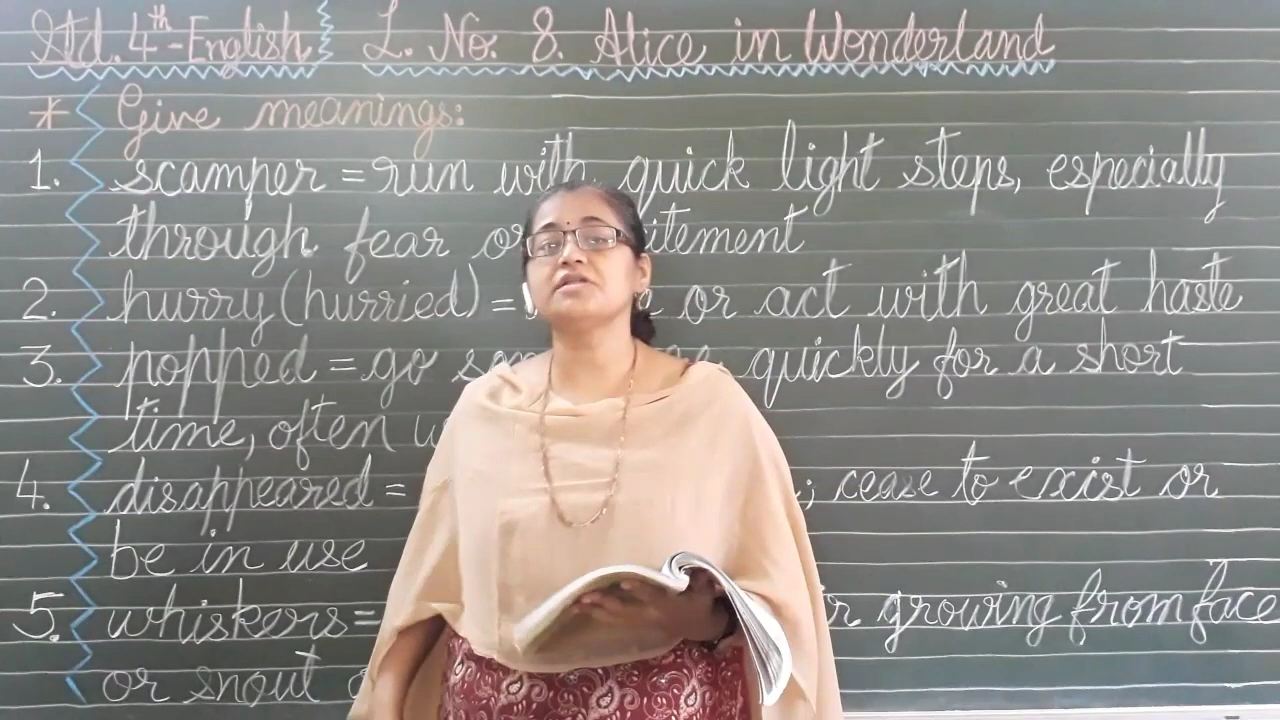 Std. 4th-English L. No. 8. Alice in Wonderland
* Give meanings:
1. scamper = run with quick light steps, especially
through fear or itement
2. hurry (hurried) = or act with great haste
3. popped = go quickly for a short
time, often
4. disappeared = ; cease to exist or
be in use
5. whiskers = growing from face
or snout